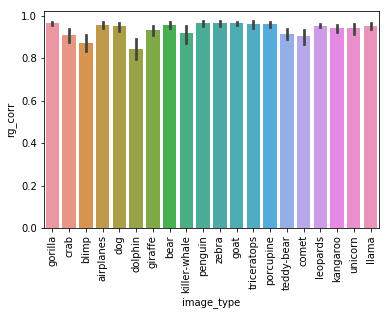 1.0
0.8
0.6
0.4
0.2
0.0
rg_corr
gorilla
crab
blimp
airplanes
dog
dolphin
giraffe
bear
killer-whale
penguin
zebra
goat
triceratops
porcupine
teddy-bear
comet
leopards
kangaroo
unicorn
llama
image_type